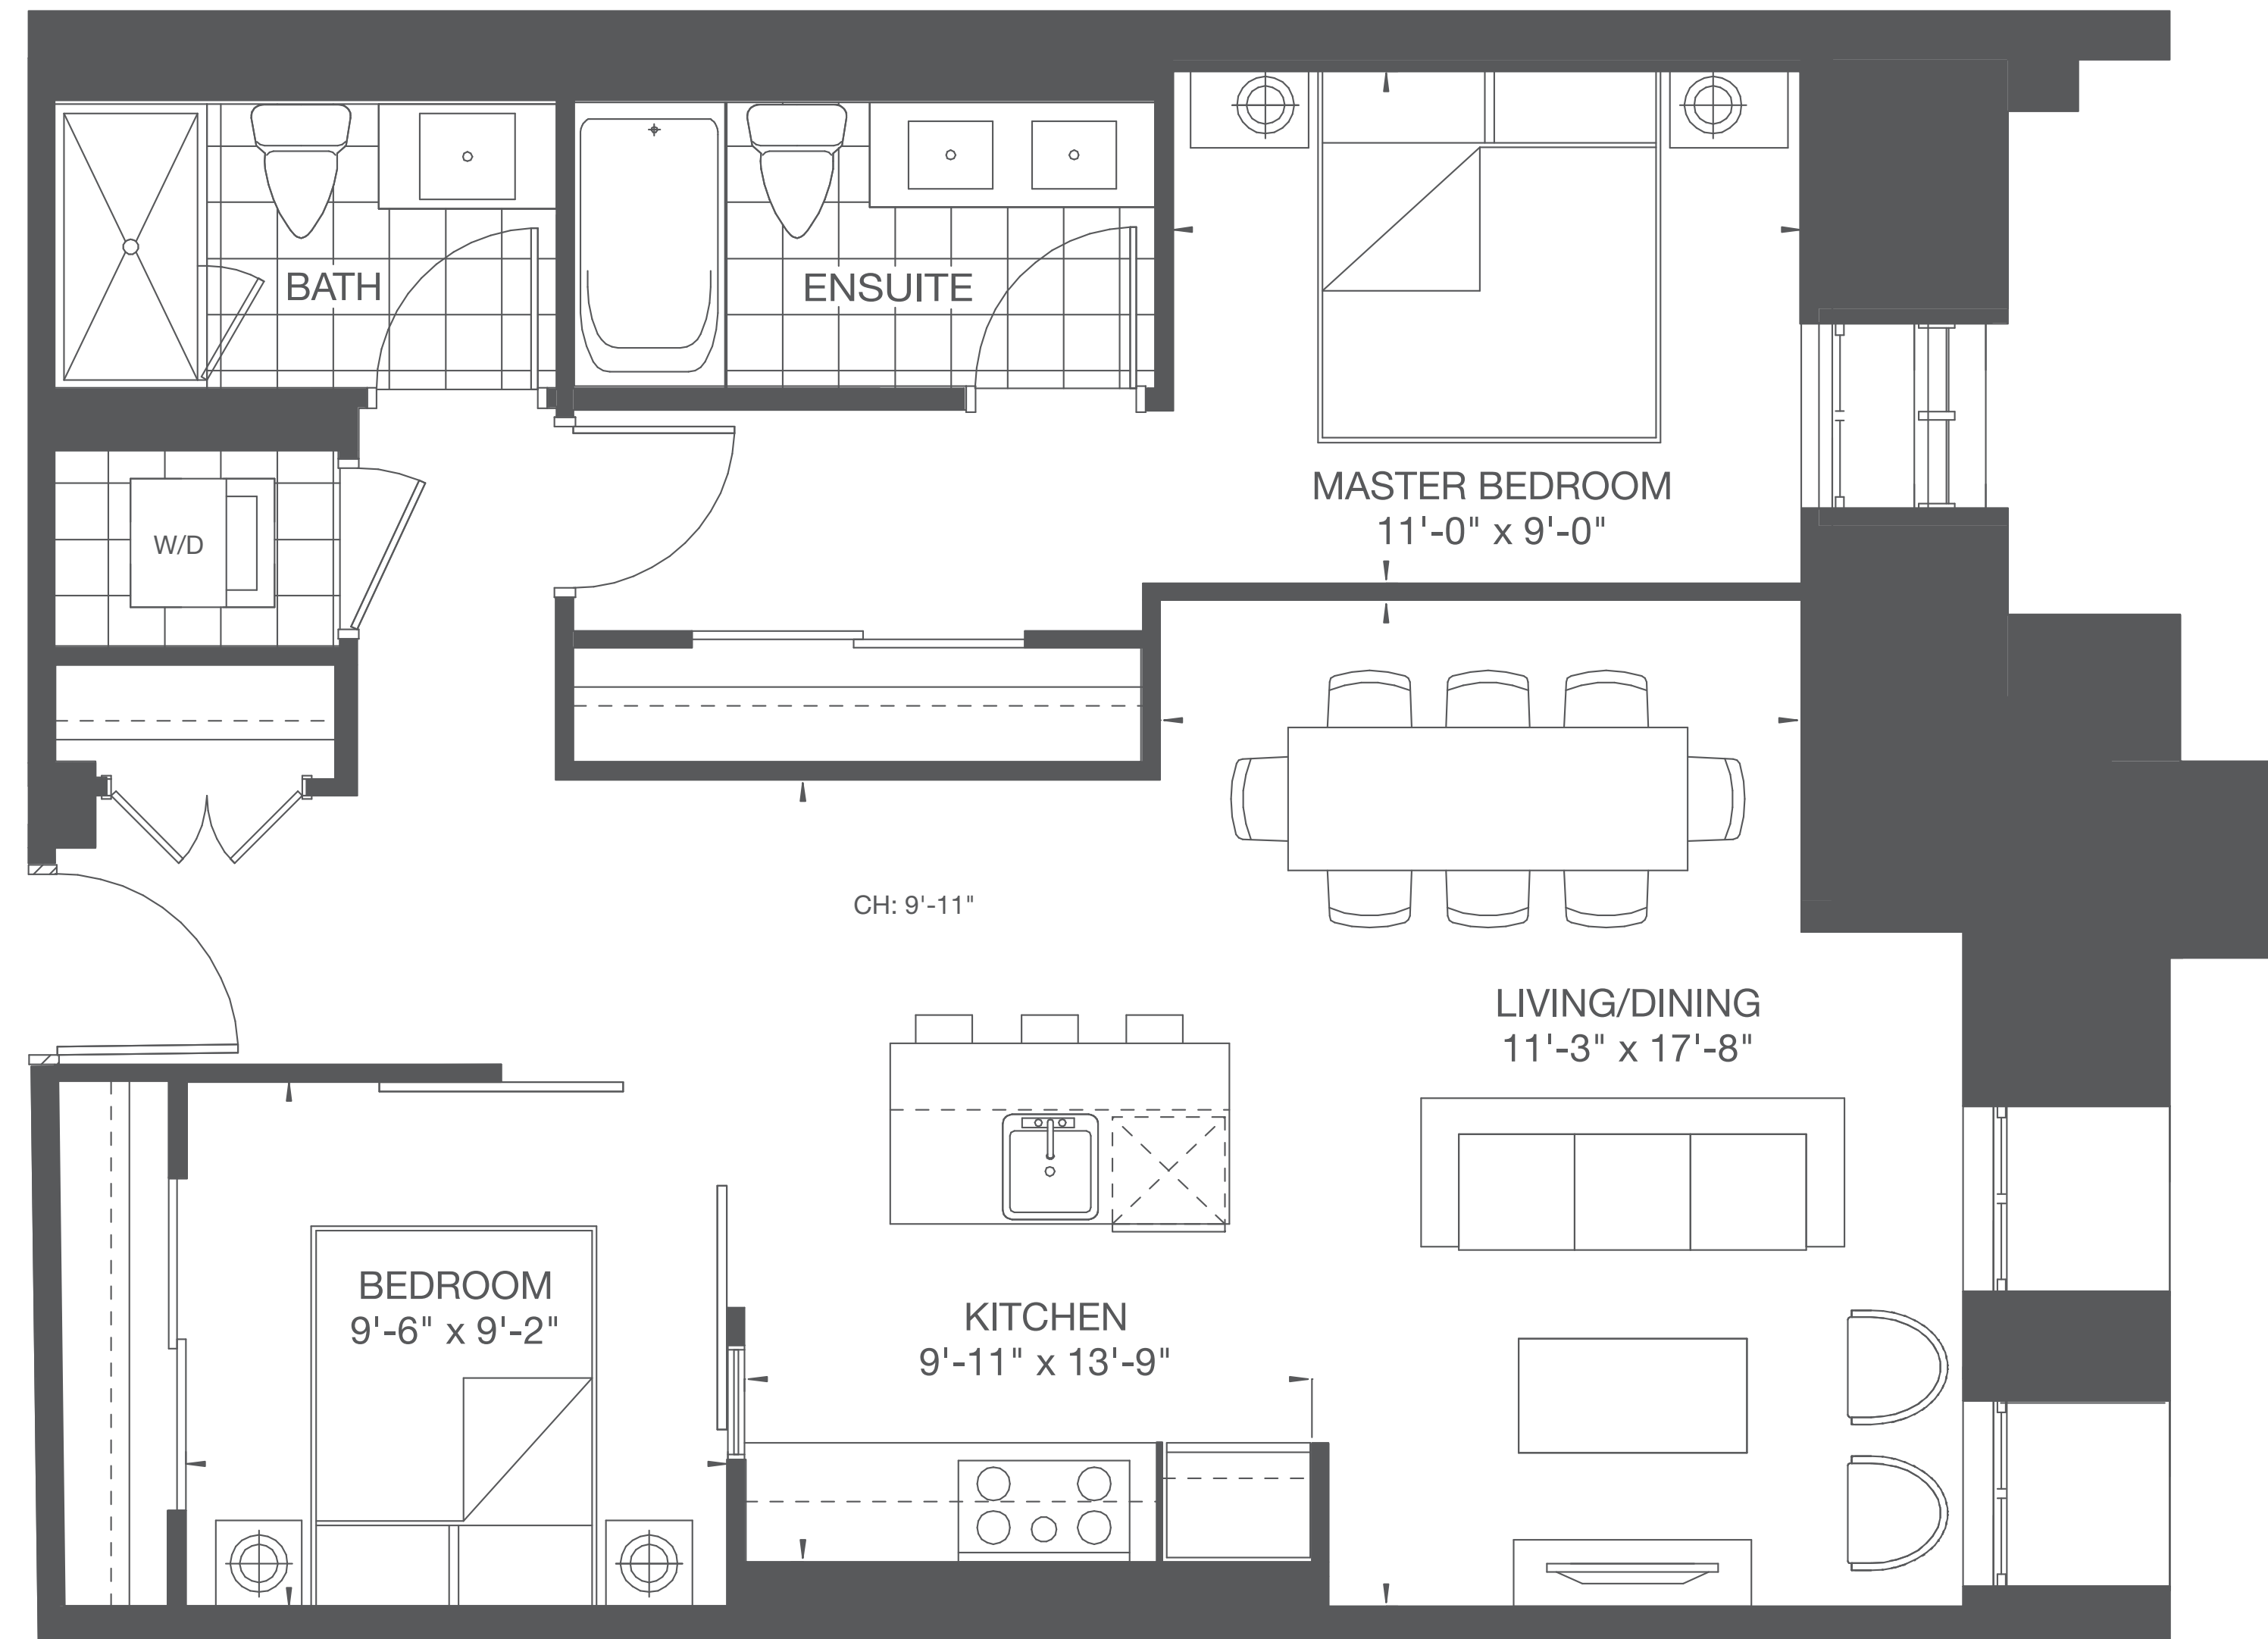 BATH
ENSUITE
MASTER BEDROOM
11'-0" x 9'-0"
W/D
CH: 9'-11"
LIVING/DINING
11'-3" x 17'-8"
BEDROOM
9'-6" x 9'-2"
KITCHEN
9'-11" x 13'-9"